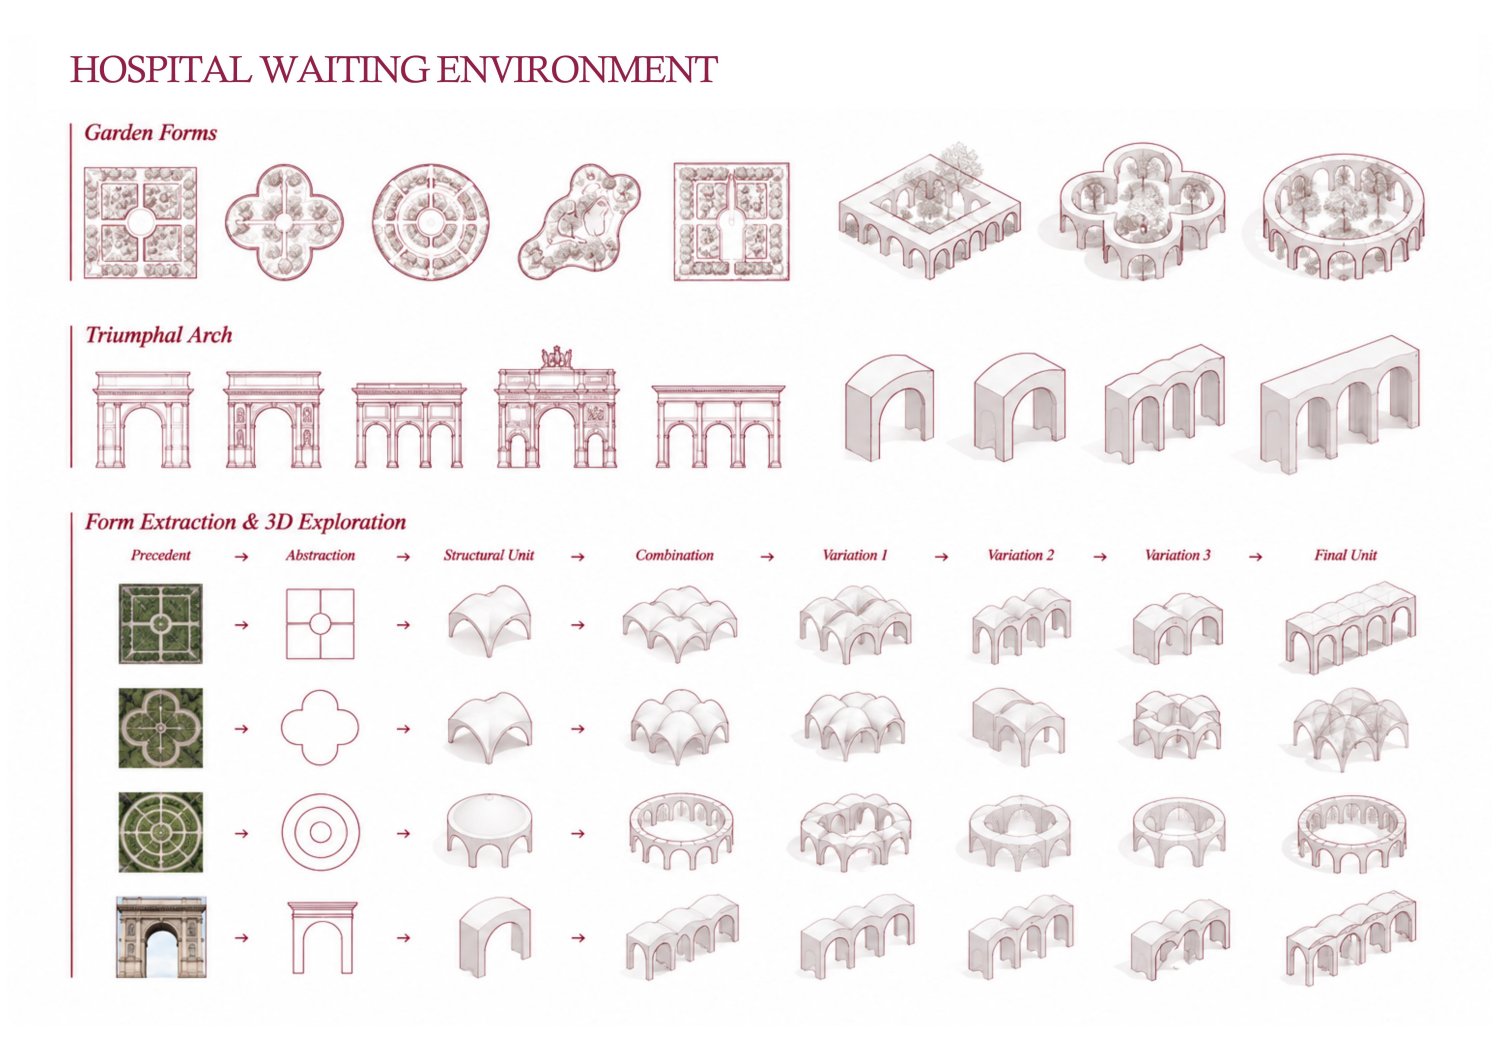 HOSPITAL WAITING ENVIRONMENT
Garden Forms
Triumphal Arch
Form Extraction & 3D Exploration
Precedent → Abstraction → Structural Unit → Combination → Variation 1 → Variation 2 → Variation 3 → Final Unit